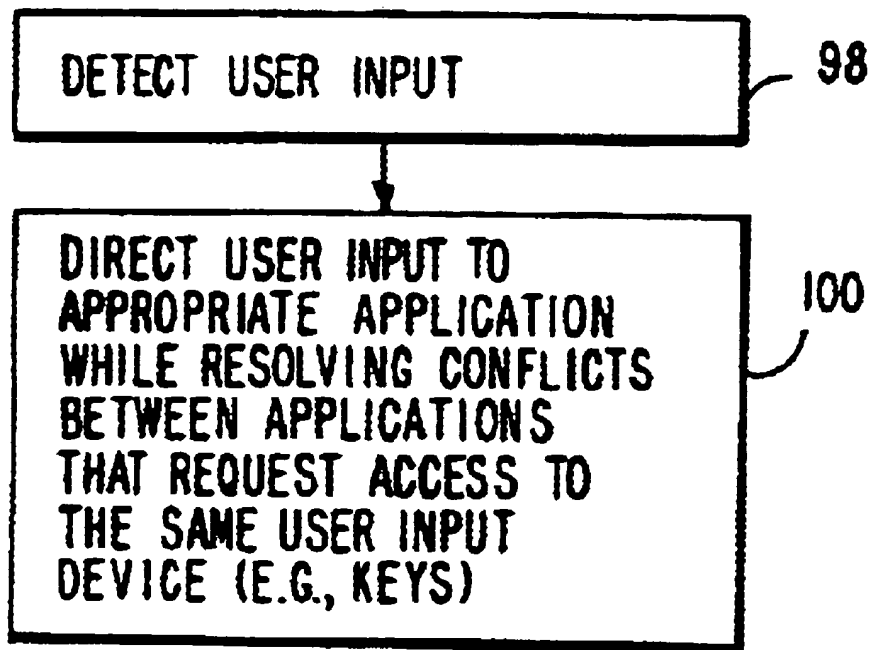 DETECT USER INPUT
98
DIRECT USER INPUT TO
APPROPRIATE APPLICATION
WHILE RESOLVING CONFLICTS
BETWEEN APPLICATIONS
THAT REQUEST ACCESS TO
THE SAME USER INPUT
DEVICE (E.G., KEYS)
100